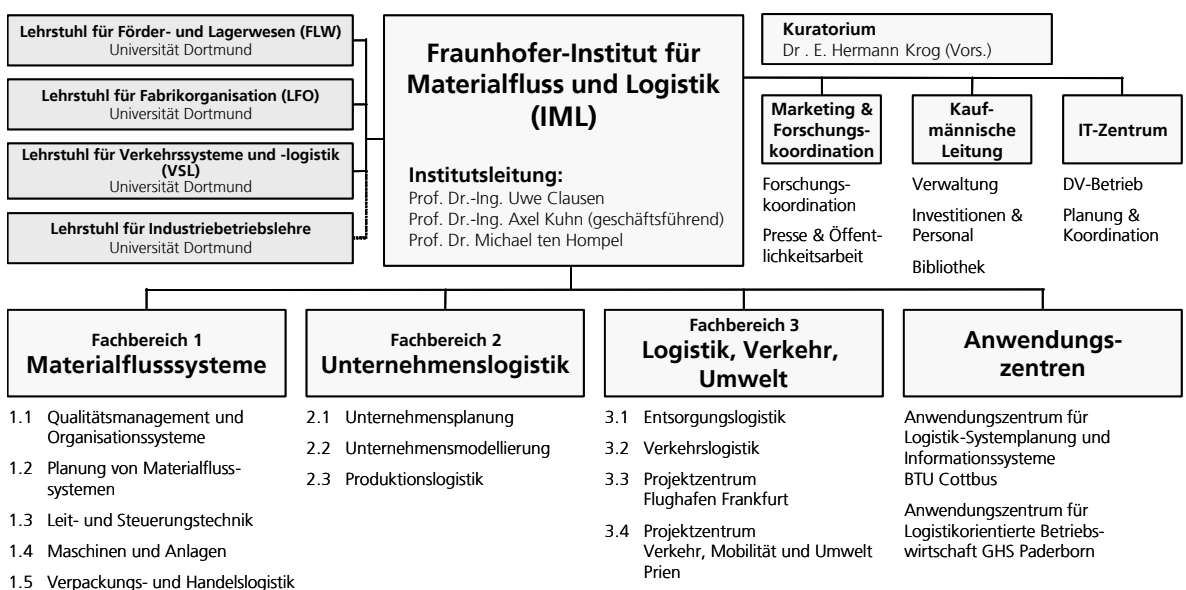 Lehrstuhl für Förder- und Lagerwesen (FLW)
Universität Dortmund
Lehrstuhl für Fabrikorganisation (LFO)
Universität Dortmund
Lehrstuhl für Verkehrssysteme und -logistik
(VSL)
Universität Dortmund
Lehrstuhl für Industriebetriebslehre
Universität Dortmund
Fraunhofer-Institut für
Materialfluss und Logistik
(IML)
Institutsleitung:
Prof. Dr.-Ing. Uwe Clausen
Prof. Dr.-Ing. Axel Kuhn (geschäftsführend)
Prof. Dr. Michael ten Hompel
Kuratorium
Dr . E. Hermann Krog (Vors.)
Marketing &
Forschungs-
koordination
Forschungs-
koordination
Presse & Öffent-
lichkeitsarbeit
Kauf-
männische
Leitung
Verwaltung
Investitionen &
Personal
Bibliothek
IT-Zentrum
DV-Betrieb
Planung &
Koordination
Fachbereich 1
Materialflusssysteme
1.1 Qualitätsmanagement und
Organisationssysteme
1.2 Planung von Materialfluss-
systemen
1.3 Leit- und Steuerungstechnik
1.4 Maschinen und Anlagen
1.5 Verpackungs- und Handelslogistik
Fachbereich 2
Unternehmenslogistik
2.1 Unternehmensplanung
2.2 Unternehmensmodellierung
2.3 Produktionslogistik
Fachbereich 3
Logistik, Verkehr,
Umwelt
3.1 Entsorgungslogistik
3.2 Verkehrslogistik
3.3 Projektzentrum
Flughafen Frankfurt
3.4 Projektzentrum
Verkehr, Mobilität und Umwelt
Prien
Anwendungs-
zentren
Anwendungszentrum für
Logistik-Systemplanung und
Informationssysteme
BTU Cottbus
Anwendungszentrum für
Logistikorientierte Betriebs-
wirtschaft GHS Paderborn